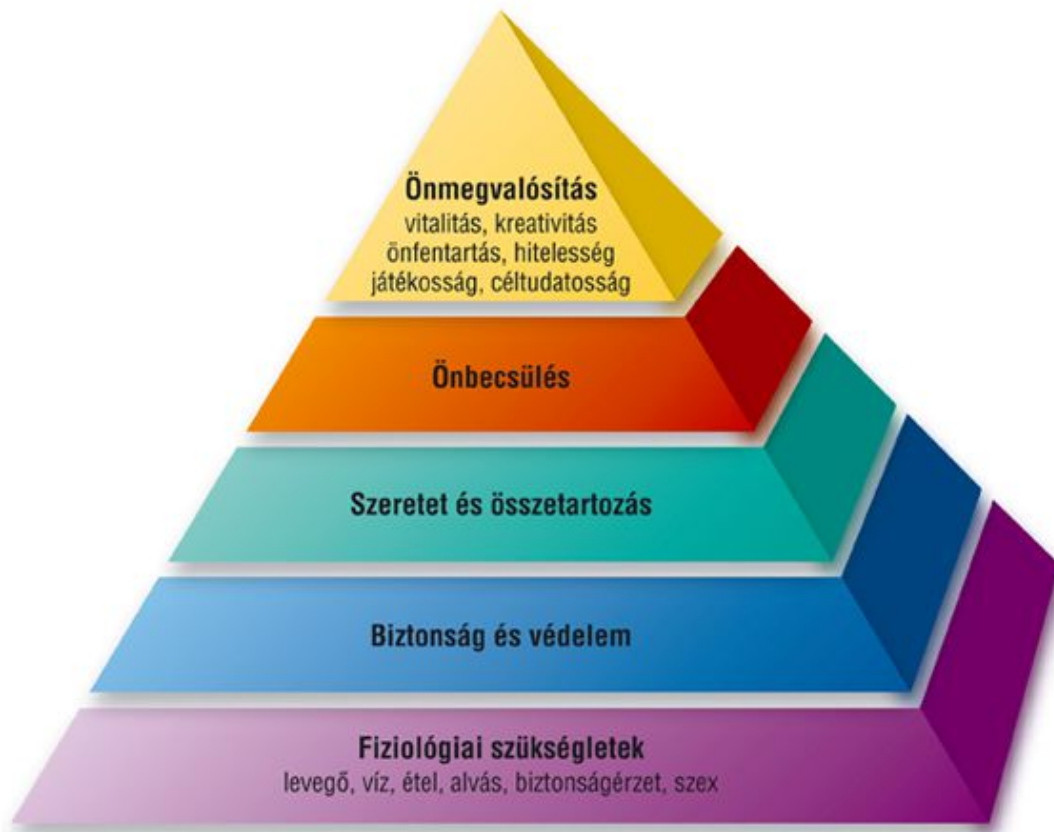 Önmegvalósítás
vitalitás, kreativitás
önfentartás, hitelesség
játékosság, céltudatosság
Önbecsülés
Szeretet és összetartozás
Biztonság és védelem
Fiziológiai szükségletek
levegő, víz, étel, alvás, biztonságérzet, szex